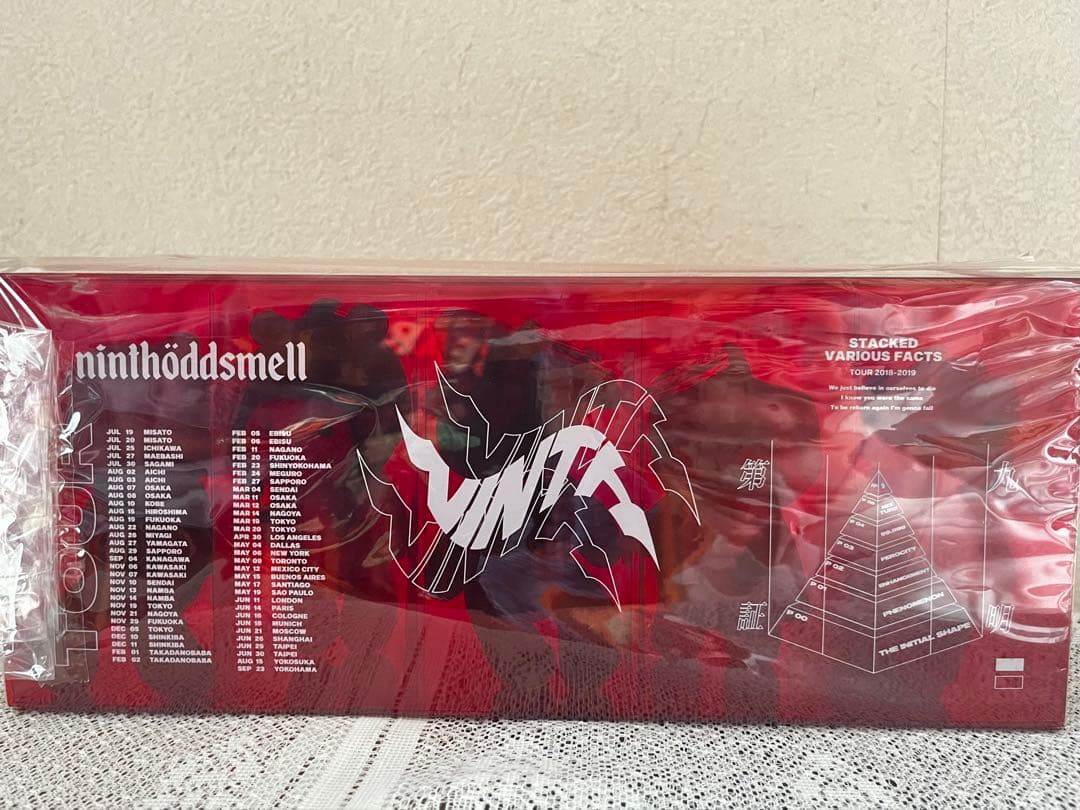 ninthöddsmell
TOUR
JUL 19 MISATO
JUL 20 MISATO
JUL 25 ICHIKAWA
JUL 27 MAEBASHI
JUL 30 SAGAMI
AUG 02 AICHI
AUG 03 AICHI
AUG 07 OSAKA
AUG 08 OSAKA
AUG 10 KOBE
AUG 15 HIROSHIMA
AUG 19 FUKUOKA
AUG 22 NAGANO
AUG 26 MIYAGI
AUG 27 YAMAGATA
AUG 29 SAPPORO
SEP 04 KANAGAWA
NOV 06 KAWASAKI
NOV 07 KAWASAKI
NOV 10 SENDAI
NOV 13 NAMBA
NOV 14 NAMBA
NOV 19 TOKYO
NOV 21 NAGOYA
NOV 29 FUKUOKA
DEC 05 TOKYO
DEC 10 SHINKIBA
DEC 11 SHINKIBA
FEB 01 TAKADANOBABA
FEB 02 TAKADANOBABA
FEB 05 EBISU
FEB 06 EBISU
FEB 11 NAGANO
FEB 20 FUKUOKA
FEB 23 SHINYOKOHAMA
FEB 24 MEGURO
FEB 27 SAPPORO
MAR 04 SENDAI
MAR 11 OSAKA
MAR 12 OSAKA
MAR 14 NAGOYA
MAR 19 TOKYO
MAR 20 TOKYO
APR 30 LOS ANGELES
MAY 04 DALLAS
MAY 06 NEW YORK
MAY 09 TORONTO
MAY 12 MEXICO CITY
MAY 15 BUENOS AIRES
MAY 17 SANTIAGO
MAY 19 SAO PAULO
JUN 11 LONDON
JUN 14 PARIS
JUN 16 COLOGNE
JUN 18 MUNICH
JUN 21 MOSCOW
JUN 26 SHANGHAI
JUN 29 TAIPEI
JUN 30 TAIPEI
AUG 15 YOKOSUKA
SEP 23 YOKOHAMA
NINTH
STACKED
VARIOUS FACTS
TOUR 2018-2019
We just believe in ourselves to die
I know you were the same
To be reborn again I'm gonna fall
第 九
証 明
P 04
P 03 FEROCITY
P 02 ENHANCEMENT
P 01 PHENOMENON
P 00 THE INITIAL SHAPE